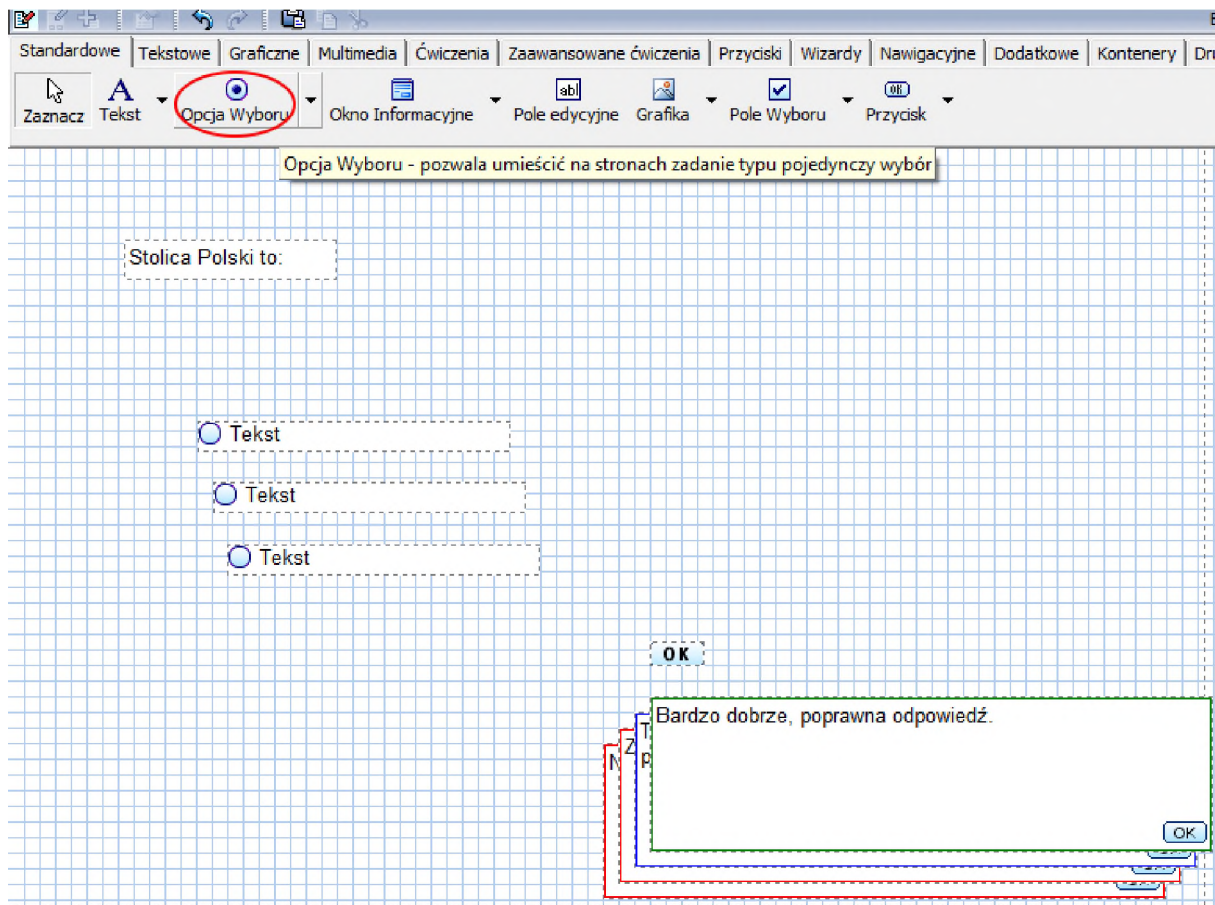 Standardowe Tekstowe Graficzne Multimedia Ćwiczenia Zaawansowane ćwiczenia Przyciski Wizardy Nawigacyjne Dodatkowe Kontenery
Zaznacz Tekst Opcja Wyboru Okno Informacyjne Pole edycyjne Grafika Pole Wyboru Przycisk
Opcja Wyboru - pozwala umieścić na stronach zadanie typu pojedynczy wybór
Stolica Polski to:
Tekst
Tekst
Tekst
OK
Bardzo dobrze, poprawna odpowiedź.
OK